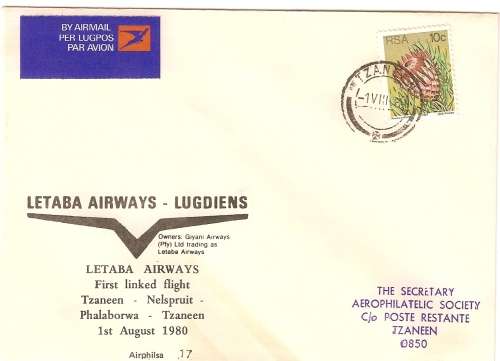 BY AIRMAIL
PER LUGPOS
PAR AVION
RSA 10c
TZANEEN
LETABA AIRWAYS - LUGDIENS
Owners: Giyani Airways
(Pty) Ltd trading as
Letaba Airways
LETABA AIRWAYS
First linked flight
Tzaneen - Nelspruit -
Phalaborwa - Tzaneen
1st August 1980
Airphilsa 17
THE SECRETARY
AEROPHILATELIC SOCIETY
C/o POSTE RESTANTE
TZANEEN
0850